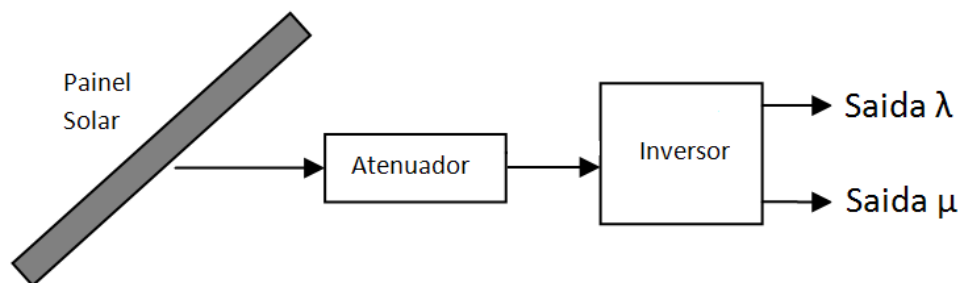 Painel
Solar
Atenuador
Inversor
Saida λ
Saida μ